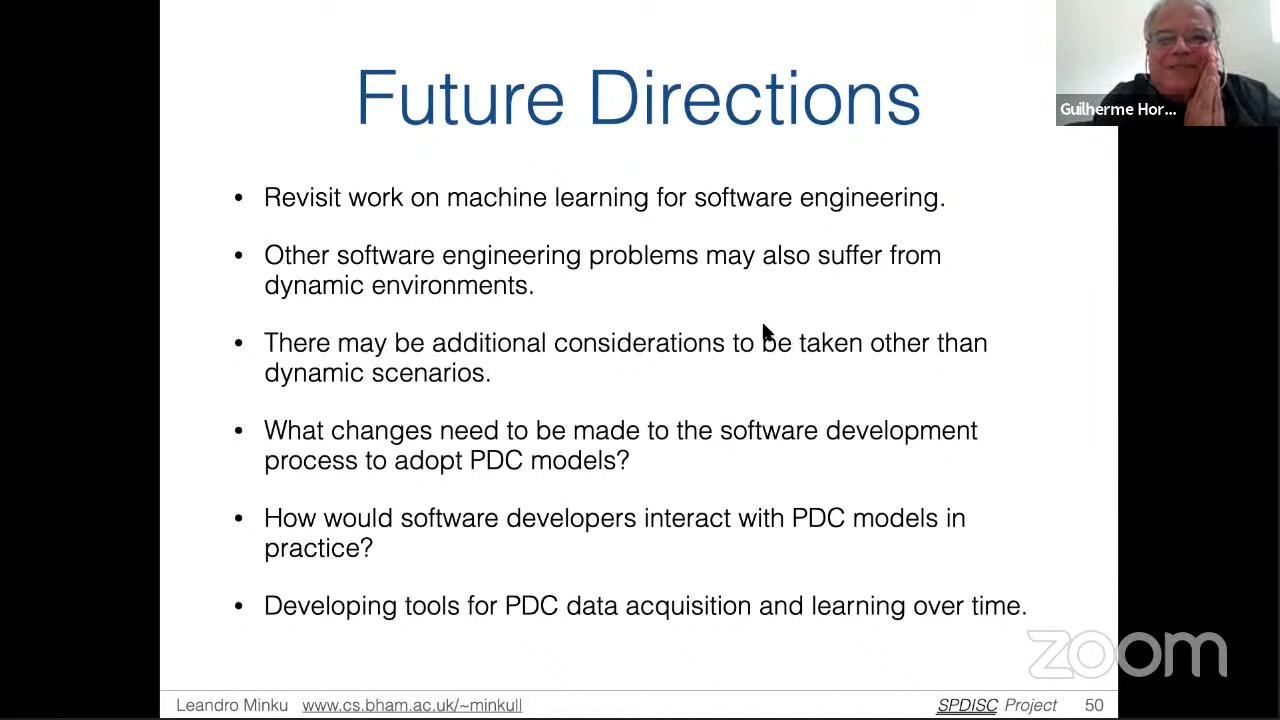 Future Directions
Guilherme Hor...
• Revisit work on machine learning for software engineering.
• Other software engineering problems may also suffer from
dynamic environments.
• There may be additional considerations to be taken other than
dynamic scenarios.
• What changes need to be made to the software development
process to adopt PDC models?
• How would software developers interact with PDC models in
practice?
• Developing tools for PDC data acquisition and learning over time.
zoom
Leandro Minku www.cs.bham.ac.uk/~minkull SPDISC Project 50